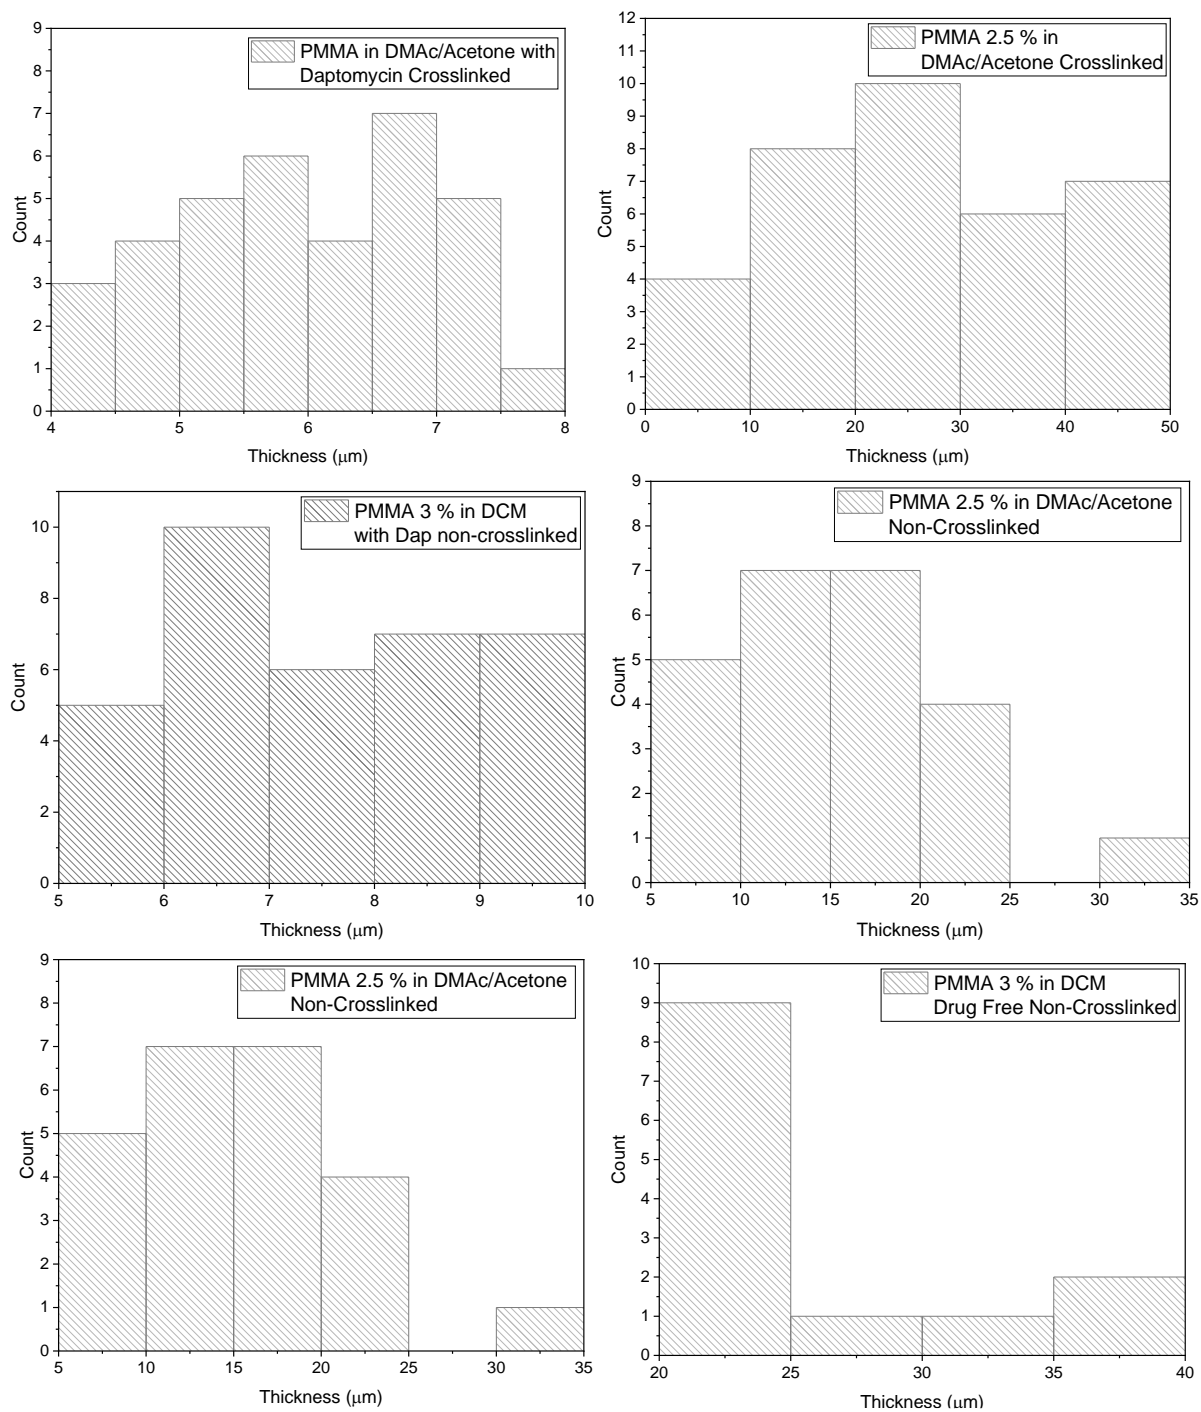 9
8
7
6
5
4
3
2
1
0
Count
PMMA in DMAc/Acetone with
Daptomycin Crosslinked
4 5 6 7 8
Thickness (μm)
12
11
10
9
8
7
6
5
4
3
2
1
0
Count
PMMA 2.5 % in
DMAc/Acetone Crosslinked
0 10 20 30 40 50
Thickness (μm)
10
8
6
4
2
0
Count
PMMA 3 % in DCM
with Dap non-crosslinked
5 6 7 8 9 10
Thickness (μm)
9
8
7
6
5
4
3
2
1
0
Count
PMMA 2.5 % in DMAc/Acetone
Non-Crosslinked
5 10 15 20 25 30 35
Thickness (μm)
9
8
7
6
5
4
3
2
1
0
Count
PMMA 2.5 % in DMAc/Acetone
Non-Crosslinked
5 10 15 20 25 30 35
Thickness (μm)
10
9
8
7
6
5
4
3
2
1
0
Count
PMMA 3 % in DCM
Drug Free Non-Crosslinked
20 25 30 35 40
Thickness (μm)